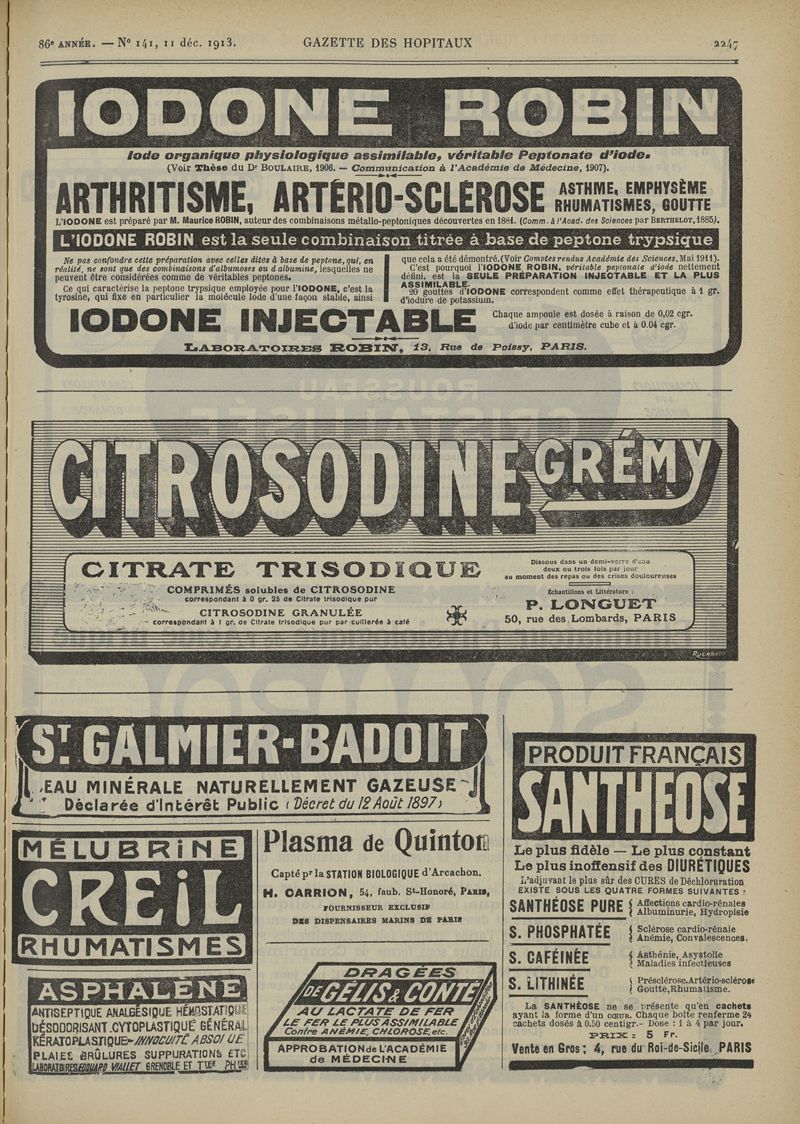 86e ANNÉE. — No 141, 11 déc. 1913.
GAZETTE DES HOPITAUX
2247
IODONE ROBIN
Iode organique physiologique assimilable, véritable Peptonate d'iode.
(Voir Thèse du Dr BOULAIRE, 1906. — Communication à l'Académie de Médecine, 1907).
ARTHRITISME, ARTÉRIO-SCLÉROSE
ASTHME, EMPHYSÈME
RHUMATISMES, GOUTTE
L'IODONE est préparé par M. Maurice ROBIN, auteur des combinaisons métallo-peptoniques découvertes en 1881. (Comm. à l'Acad. des Sciences par BERTHELOT, 1885).
L'IODONE ROBIN est la seule combinaison titrée à base de peptone trypsique
Ne pas confondre cette préparation avec celles dites à base de peptone, qui, en
réalité, ne sont que des combinaisons d'albumoses ou d'albumine, lesquelles ne
peuvent être considérées comme de véritables peptones.
Ce qui caractérise la peptone trypsique employée pour l'IODONE, c'est la
tyrosine, qui fixe en particulier la molécule Iode d'une façon stable, ainsi
que cela a été démontré. (Voir Comptes rendus Académie des Sciences, Mai 1911).
C'est pourquoi l'IODONE ROBIN, véritable peptonate d'iode nettement
défini, est la SEULE PRÉPARATION INJECTABLE ET LA PLUS
ASSIMILABLE.
20 gouttes d'IODONE correspondent comme effet thérapeutique à 1 gr.
d'iodure de potassium.
IODONE INJECTABLE
Chaque ampoule est dosée à raison de 0,02 cgr.
d'iode par centimètre cube et à 0.04 cgr.
LABORATOIRES ROBIN, 13, Rue de Poissy, PARIS.
CITROSODINE GRÉMY
CITRATE TRISODIQUE
COMPRIMÉS solubles de CITROSODINE
correspondant à 0 gr. 25 de Citrate trisodique pur
CITROSODINE GRANULÉE
correspondant à 1 gr. de Citrate trisodique pur par cuillerée à café
Dissous dans un demi-verre d'eau
deux ou trois fois par jour
au moment des repas ou des crises douloureuses
Échantillons et Littérature :
P. LONGUET
50, rue des Lombards, PARIS
ST. GALMIER-BADOIT
EAU MINÉRALE NATURELLEMENT GAZEUSE
Déclarée d'Intérêt Public (Décret du 12 Août 1897)
MÉLUBRINE
CREIL
RHUMATISMES
ASPHALÈNE
ANTISEPTIQUE ANALGÉSIQUE HÉMOSTATIQUE
DÉSODORISANT. CYTOPLASTIQUE GÉNÉRAL
KÉRATOPLASTIQUE - INNOCUITÉ ABSOLUE
PLAIES BRÛLURES SUPPURATIONS ETC
LABORATOIRES EDOUARD WALLET GRENOBLE ET Tles PHcies
Plasma de Quinton
Capté pr la STATION BIOLOGIQUE d'Arcachon.
H. CARRION, 54, faub. St-Honoré, PARIS,
FOURNISSEUR EXCLUSIF
DES DISPENSAIRES MARINS DE PARIS
DRAGÉES
DE GÉLIS & CONTÉ
AU LACTATE DE FER
LE FER LE PLUS ASSIMILABLE
Contre ANÉMIE, CHLOROSE, etc.
APPROBATION de L'ACADÉMIE
de MÉDECINE
PRODUIT FRANÇAIS
SANTHEOSE
Le plus fidèle — Le plus constant
Le plus inoffensif des DIURÉTIQUES
L'adjuvant le plus sûr des CURES de Déchloruration
EXISTE SOUS LES QUATRE FORMES SUIVANTES :
SANTHÉOSE PURE { Affections cardio-rénales
Albuminurie, Hydropisie
S. PHOSPHATÉE { Sclérose cardio-rénale
Anémie, Convalescences.
S. CAFÉINÉE { Asthénie, Asystolie
Maladies infectieuses
S. LITHINÉE { Présclérose. Artério-sclérose
Goutte, Rhumatisme.
La SANTHÉOSE ne se présente qu'en cachets
ayant la forme d'un CŒUR. Chaque boîte renferme 24
cachets dosés à 0.50 centigr. - Dose : 1 à 4 par jour.
PRIX : 5 Fr.
Vente en Gros : 4, rue du Roi-de-Sicile. PARIS